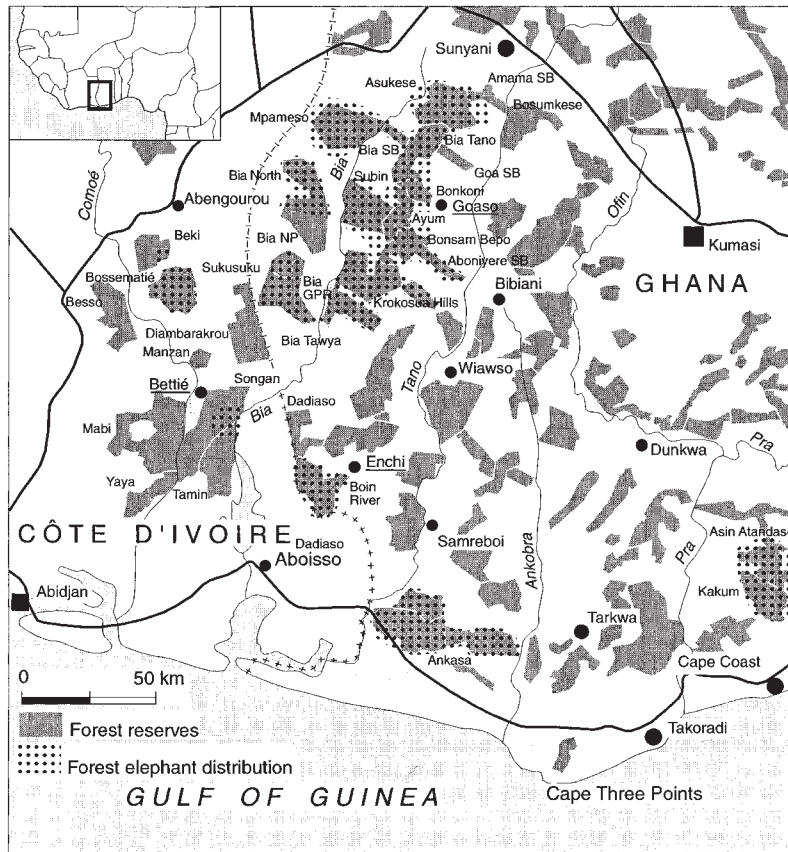 Sunyani
Asukese
Amama SB
Bosumkese
Mpameso
Bia Tano
Bia SB
Bia
Goa SB
Bia North
Subin
Comoé
Abengourou
Bonkoni
Goaso
Ofin
Ayum
Beki
Bia NP
Bonsam Bepo
Kumasi
Sukusuku
Aboniyere SB
Bossematié
GHANA
Bia
GPR
Besso
Krokosua Hills
Bibiani
Diambarakrou
Bia Tawya
Manzan
Tano
Wiawso
Bettié
Songan
Dadiaso
Bia
Mabi
Pra
Dunkwa
Enchi
Yaya
Boin
River
Tamin
CÔTE D'IVOIRE
Samreboi
Asin Atandaso
Dadiaso
Ankobra
Pra
Aboisso
Kakum
Abidjan
Tarkwa
Ankasa
Cape Coast
0 50 km
Forest reserves
Takoradi
Forest elephant distribution
GULF OF GUINEA
Cape Three Points